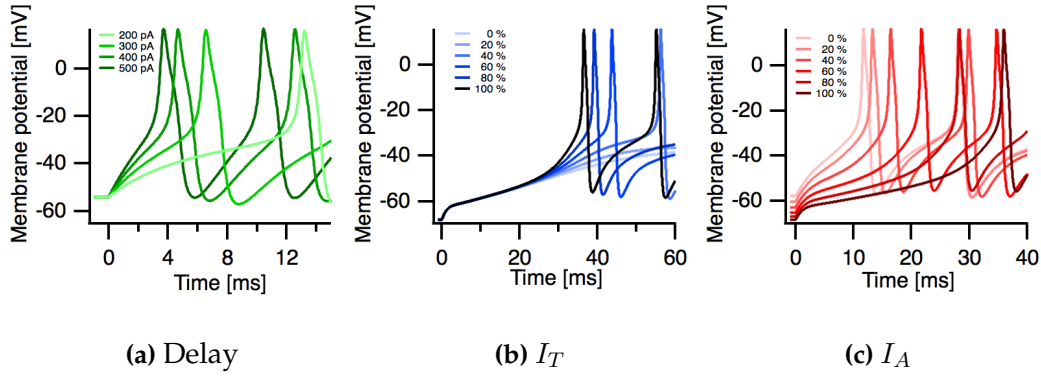 Membrane potential [mV]
0
-20
-40
-60
200 pA
300 pA
400 pA
500 pA
0 4 8 12
Time [ms]
(a) Delay
Membrane potential [mV]
0
-20
-40
-60
0 %
20 %
40 %
60 %
80 %
100 %
0 20 40 60
Time [ms]
(b) I_T
Membrane potential [mV]
0
-20
-40
-60
0 %
20 %
40 %
60 %
80 %
100 %
0 10 20 30 40
Time [ms]
(c) I_A